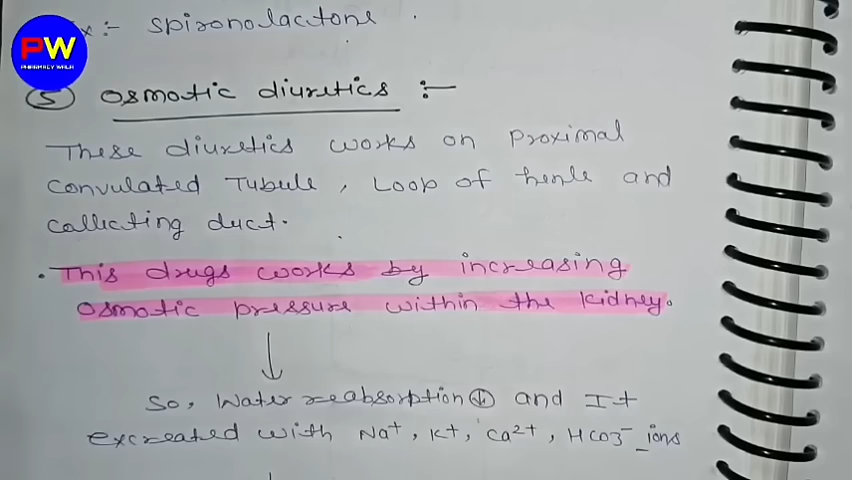 Ex :- Spironolactone .
PW
PHARMACY WALA
5 Osmotic diuretics :-
These diuretics works on Proximal
Convulated Tubule , Loop of henle and
collecting duct.
. This drugs works by increasing
Osmotic pressure within the kidney.
↓
So, Water reabsorption ↓ and It
excreated with Na+, K+, Ca2+, HCO3- ions